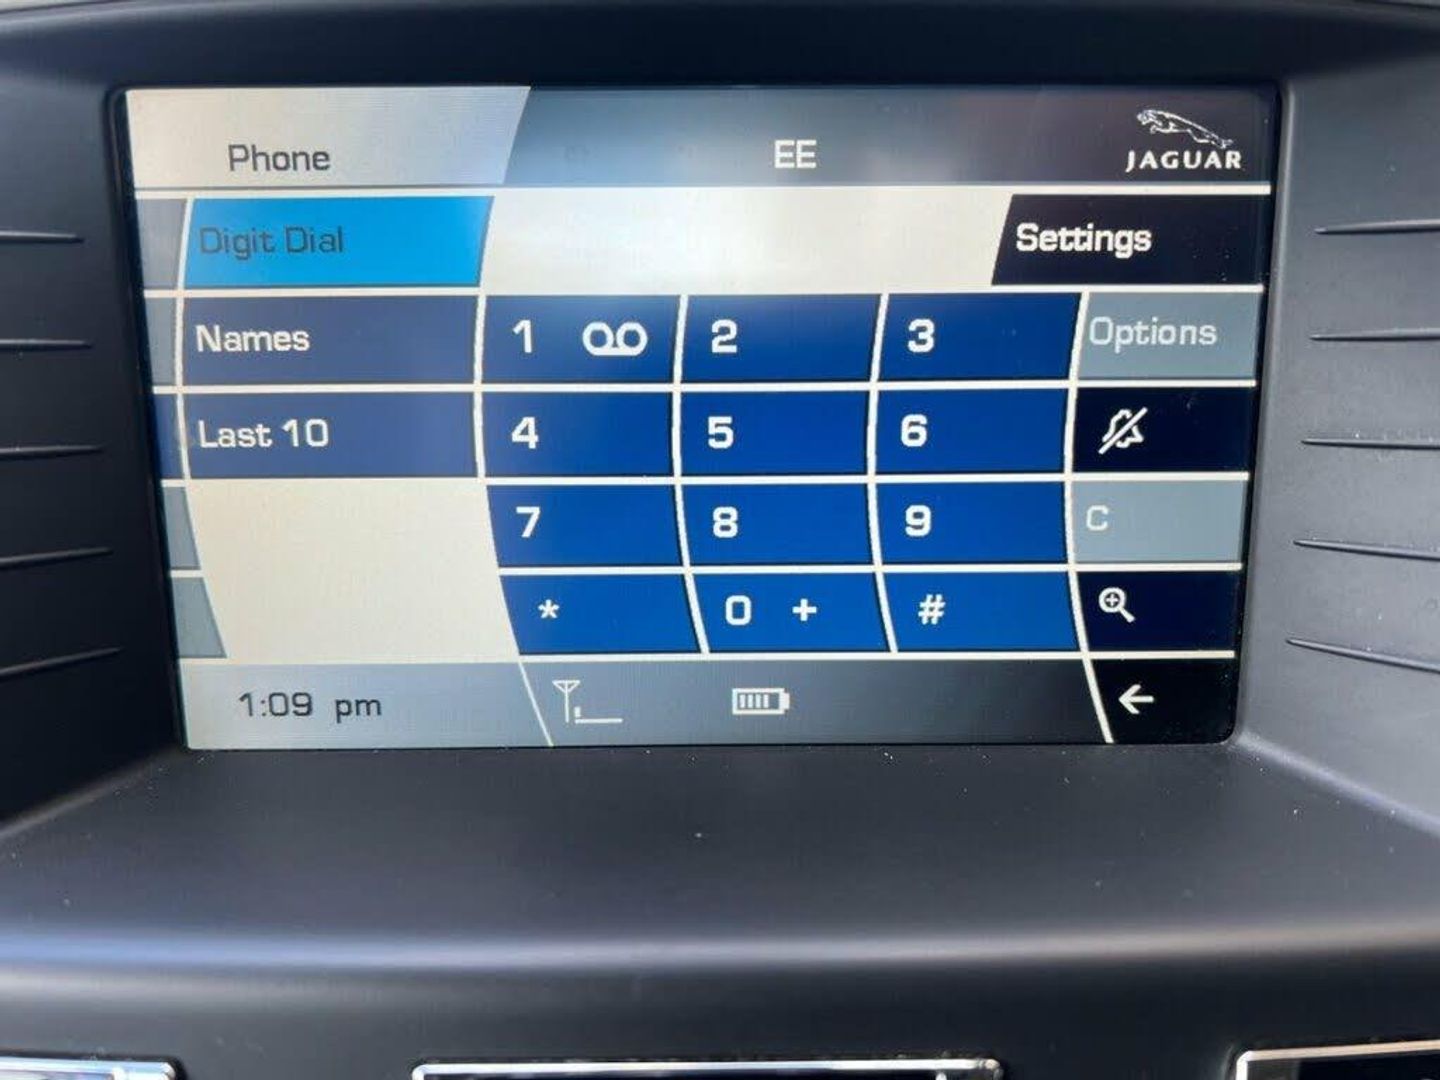 Phone
EE
JAGUAR
Digit Dial
Settings
Names
1
2
3
Options
Last 10
4
5
6
7
8
9
C
*
0 +
#
1:09 pm